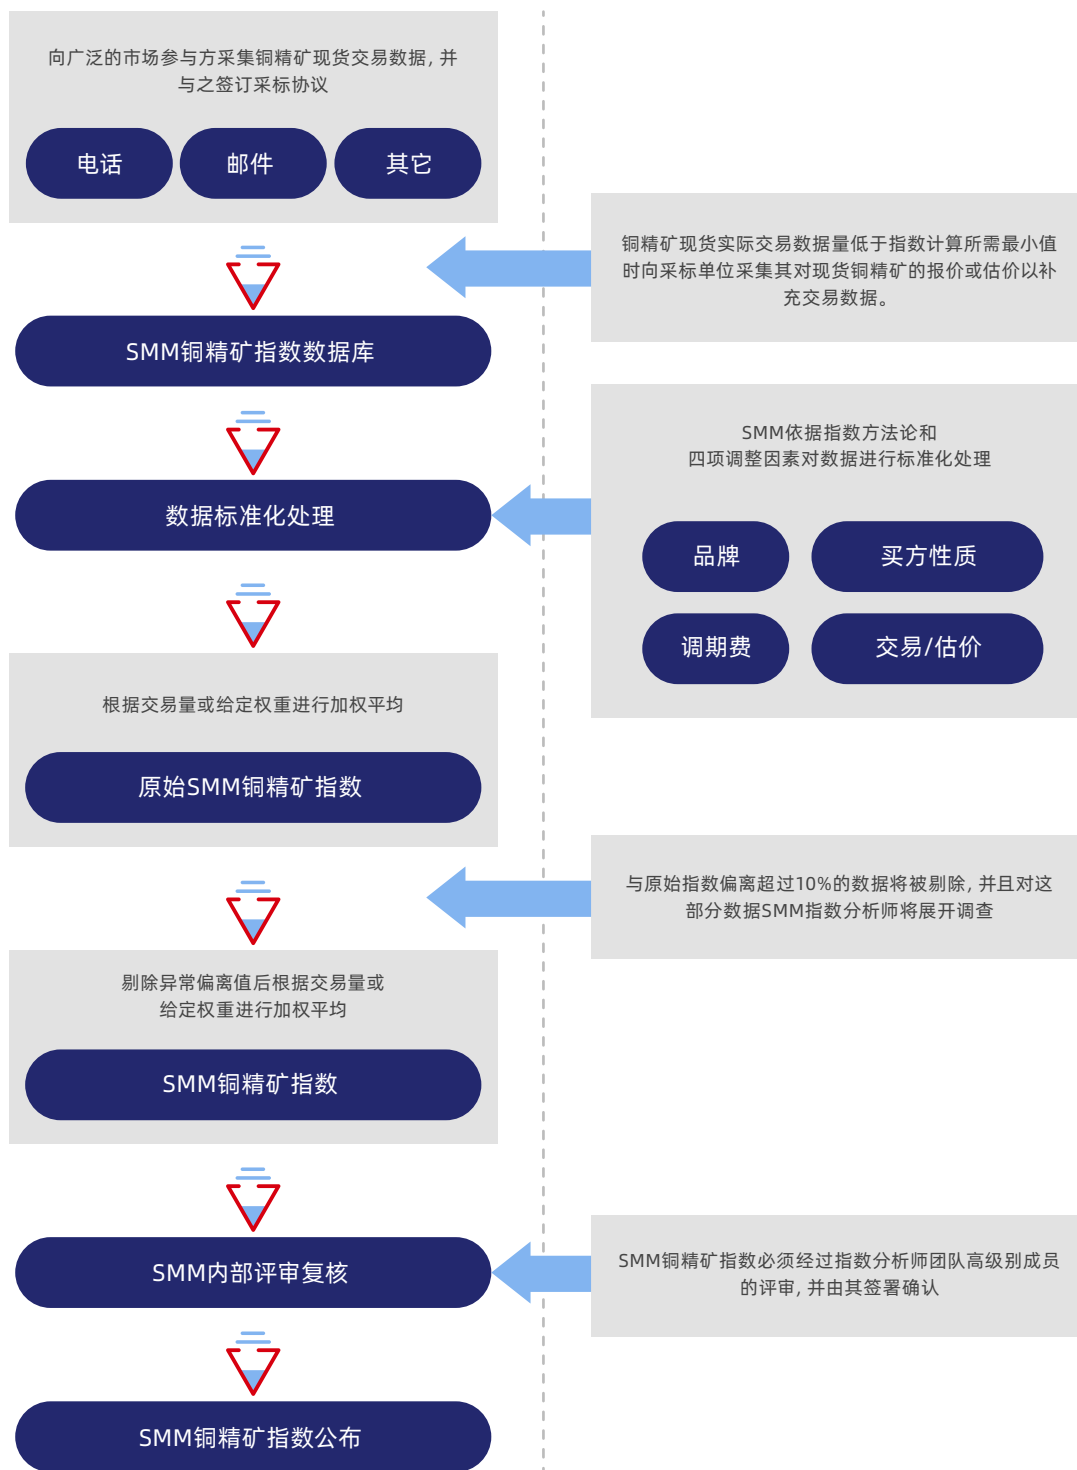 向广泛的市场参与方采集铜精矿现货交易数据, 并
与之签订采标协议
电话
邮件
其它
铜精矿现货实际交易数据量低于指数计算所需最小值
时向采标单位采集其对现货铜精矿的报价或估价以补
充交易数据。
SMM铜精矿指数数据库
SMM依据指数方法论和
四项调整因素对数据进行标准化处理
数据标准化处理
品牌
买方性质
调期费
交易/估价
根据交易量或给定权重进行加权平均
原始SMM铜精矿指数
与原始指数偏离超过10%的数据将被剔除, 并且对这
部分数据SMM指数分析师将展开调查
剔除异常偏离值后根据交易量或
给定权重进行加权平均
SMM铜精矿指数
SMM内部评审复核
SMM铜精矿指数必须经过指数分析师团队高级别成员
的评审, 并由其签署确认
SMM铜精矿指数公布